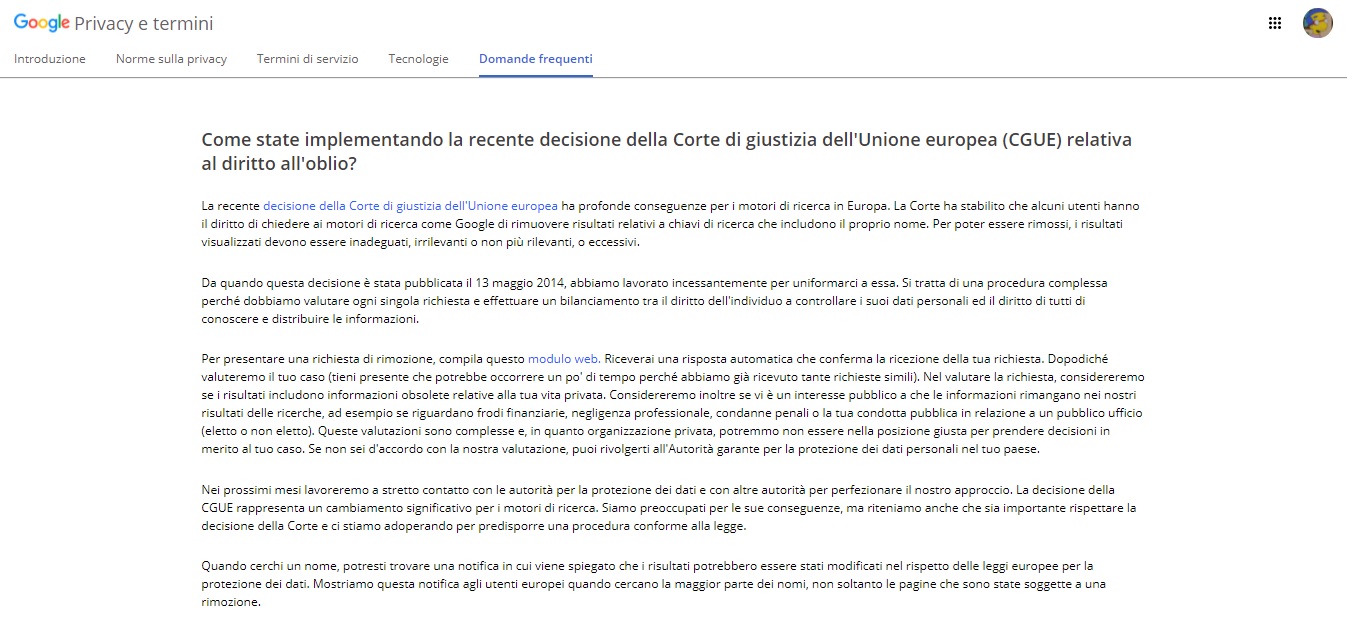 Google Privacy e termini
Introduzione Norme sulla privacy Termini di servizio Tecnologie Domande frequenti
Come state implementando la recente decisione della Corte di giustizia dell'Unione europea (CGUE) relativa
al diritto all'oblio?
La recente decisione della Corte di giustizia dell'Unione europea ha profonde conseguenze per i motori di ricerca in Europa. La Corte ha stabilito che alcuni utenti hanno
il diritto di chiedere ai motori di ricerca come Google di rimuovere risultati relativi a chiavi di ricerca che includono il proprio nome. Per poter essere rimossi, i risultati
visualizzati devono essere inadeguati, irrilevanti o non più rilevanti, o eccessivi.
Da quando questa decisione è stata pubblicata il 13 maggio 2014, abbiamo lavorato incessantemente per uniformarci a essa. Si tratta di una procedura complessa
perché dobbiamo valutare ogni singola richiesta e effettuare un bilanciamento tra il diritto dell'individuo a controllare i suoi dati personali ed il diritto di tutti di
conoscere e distribuire le informazioni.
Per presentare una richiesta di rimozione, compila questo modulo web. Riceverai una risposta automatica che conferma la ricezione della tua richiesta. Dopodiché
valuteremo il tuo caso (tieni presente che potrebbe occorrere un po' di tempo perché abbiamo già ricevuto tante richieste simili). Nel valutare la richiesta, considereremo
se i risultati includono informazioni obsolete relative alla tua vita privata. Considereremo inoltre se vi è un interesse pubblico a che le informazioni rimangano nei nostri
risultati delle ricerche, ad esempio se riguardano frodi finanziarie, negligenza professionale, condanne penali o la tua condotta pubblica in relazione a un pubblico ufficio
(eletto o non eletto). Queste valutazioni sono complesse e, in quanto organizzazione privata, potremmo non essere nella posizione giusta per prendere decisioni in
merito al tuo caso. Se non sei d'accordo con la nostra valutazione, puoi rivolgerti all'Autorità garante per la protezione dei dati personali nel tuo paese.
Nei prossimi mesi lavoreremo a stretto contatto con le autorità per la protezione dei dati e con altre autorità per perfezionare il nostro approccio. La decisione della
CGUE rappresenta un cambiamento significativo per i motori di ricerca. Siamo preoccupati per le sue conseguenze, ma riteniamo anche che sia importante rispettare la
decisione della Corte e ci stiamo adoperando per predisporre una procedura conforme alla legge.
Quando cerchi un nome, potresti trovare una notifica in cui viene spiegato che i risultati potrebbero essere stati modificati nel rispetto delle leggi europee per la
protezione dei dati. Mostriamo questa notifica agli utenti europei quando cercano la maggior parte dei nomi, non soltanto le pagine che sono state soggette a una
rimozione.